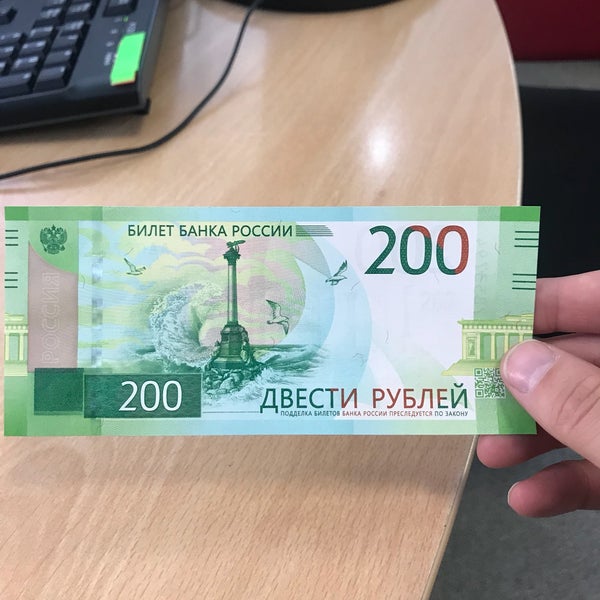 БИЛЕТ БАНКА РОССИИ
200
РОССИЯ
200
ДВЕСТИ РУБЛЕЙ
ПОДДЕЛКА БИЛЕТОВ БАНКА РОССИИ ПРЕСЛЕДУЕТСЯ ПО ЗАКОНУ